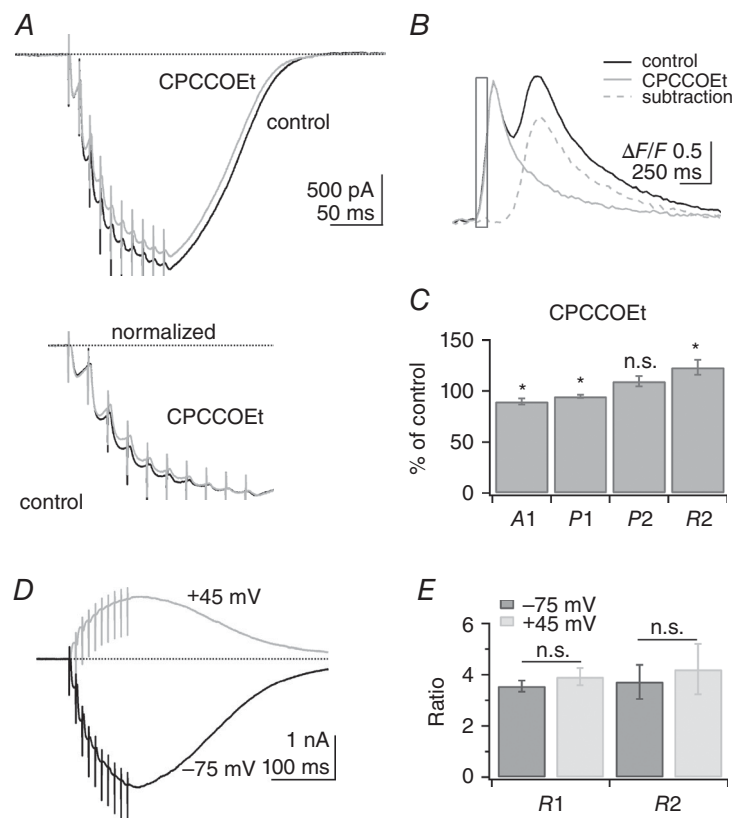 A
CPCCOEt
control
500 pA
50 ms
normalized
CPCCOEt
control
B
control
CPCCOEt
subtraction
ΔF/F 0.5
250 ms
C
CPCCOEt
% of control
150
100
50
0
*
*
n.s.
*
A1
P1
P2
R2
D
+45 mV
–75 mV
1 nA
100 ms
E
–75 mV
+45 mV
Ratio
6
4
2
0
n.s.
n.s.
R1
R2